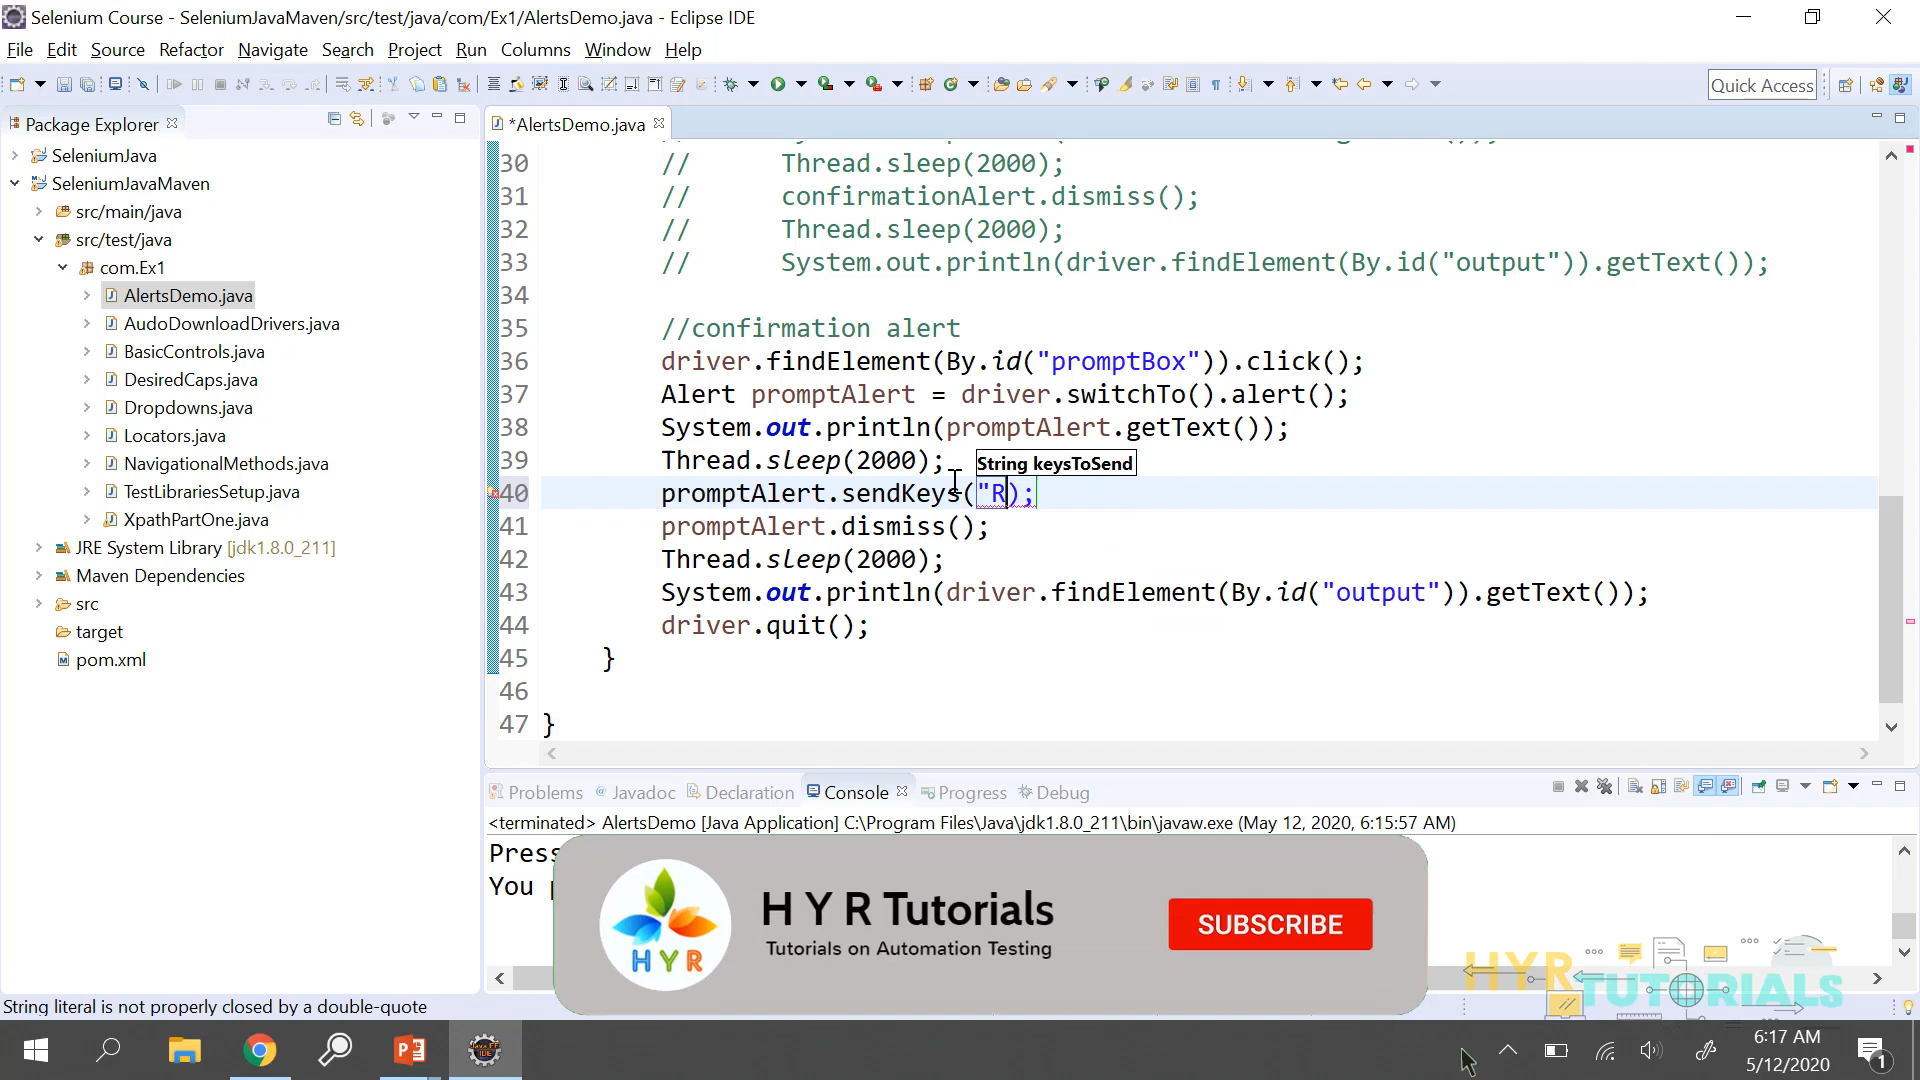 Selenium Course - SeleniumJavaMaven/src/test/java/com/Ex1/AlertsDemo.java - Eclipse IDE
File Edit Source Refactor Navigate Search Project Run Columns Window Help
Quick Access
Package Explorer
SeleniumJava
SeleniumJavaMaven
src/main/java
src/test/java
com.Ex1
AlertsDemo.java
AudoDownloadDrivers.java
BasicControls.java
DesiredCaps.java
Dropdowns.java
Locators.java
NavigationalMethods.java
TestLibrariesSetup.java
XpathPartOne.java
JRE System Library [jdk1.8.0_211]
Maven Dependencies
src
target
pom.xml
*AlertsDemo.java
30 // Thread.sleep(2000);
31 // confirmationAlert.dismiss();
32 // Thread.sleep(2000);
33 // System.out.println(driver.findElement(By.id("output")).getText());
34
35 //confirmation alert
36 driver.findElement(By.id("promptBox")).click();
37 Alert promptAlert = driver.switchTo().alert();
38 System.out.println(promptAlert.getText());
39 Thread.sleep(2000);
String keysToSend
40 promptAlert.sendKeys("R);
41 promptAlert.dismiss();
42 Thread.sleep(2000);
43 System.out.println(driver.findElement(By.id("output")).getText());
44 driver.quit();
45 }
46
47 }
Problems Javadoc Declaration Console Progress Debug
<terminated> AlertsDemo [Java Application] C:\Program Files\Java\jdk1.8.0_211\bin\javaw.exe (May 12, 2020, 6:15:57 AM)
Press
You
HYR
H Y R Tutorials
Tutorials on Automation Testing
SUBSCRIBE
HYR
TUTORIALS
String literal is not properly closed by a double-quote
6:17 AM
5/12/2020
1